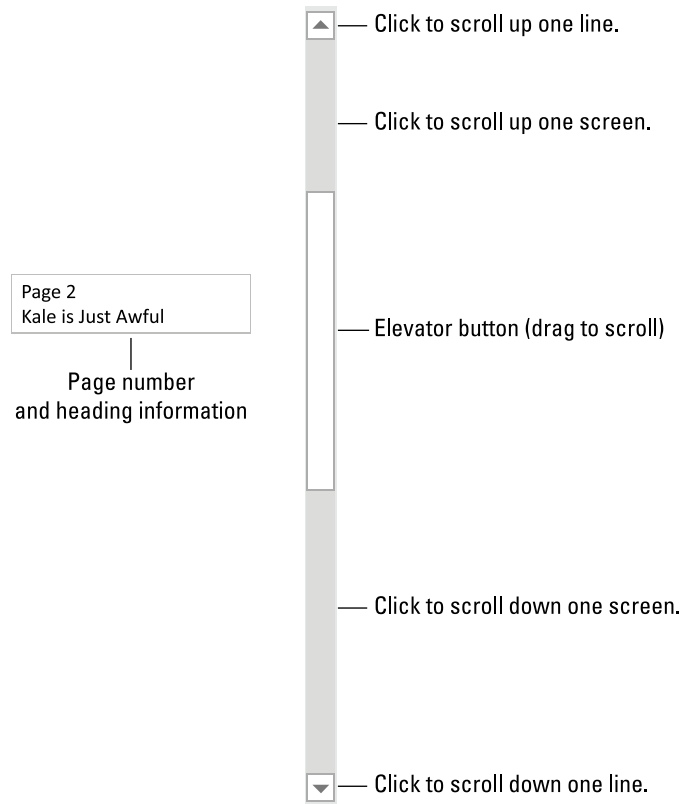 Click to scroll up one line.
Click to scroll up one screen.
Page 2
Kale is Just Awful
Elevator button (drag to scroll)
Page number
and heading information
Click to scroll down one screen.
Click to scroll down one line.